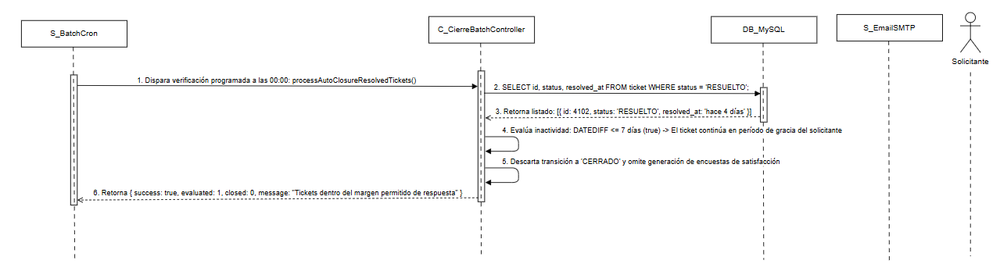 S_BatchCron
C_CierreBatchController
DB_MySQL
S_EmailSMTP
Solicitante
1. Dispara verificación programada a las 00:00: processAutoClosureResolvedTickets()
2. SELECT id, status, resolved_at FROM ticket WHERE status = 'RESUELTO';
3. Retorna listado: [{ id: 4102, status: 'RESUELTO', resolved_at: 'hace 4 días' }]
4. Evalúa inactividad: DATEDIFF <= 7 días (true) -> El ticket continúa en período de gracia del solicitante
5. Descarta transición a 'CERRADO' y omite generación de encuestas de satisfacción
6. Retorna { success: true, evaluated: 1, closed: 0, message: "Tickets dentro del margen permitido de respuesta" }